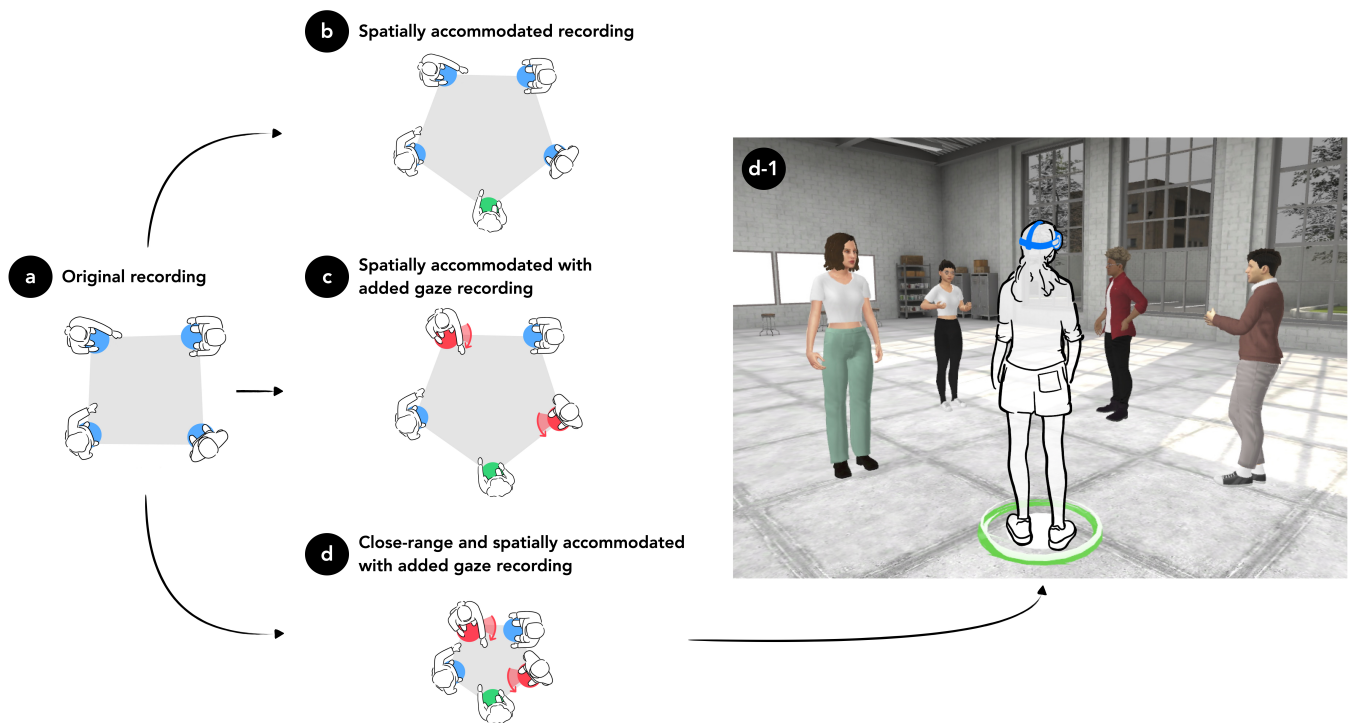 b
Spatially accommodated recording
d-1
a
Original recording
c
Spatially accommodated with
added gaze recording
d
Close-range and spatially accommodated
with added gaze recording